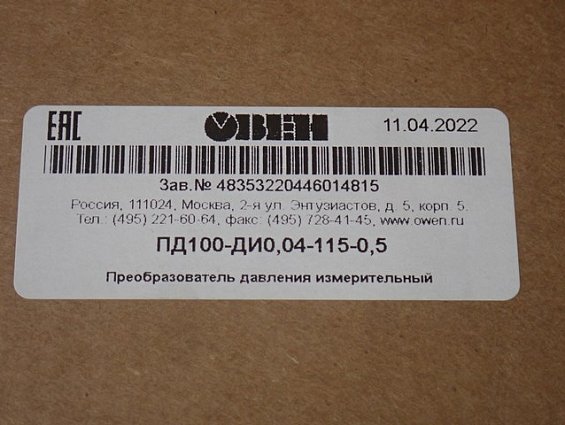 ЕАС ОВЕН 11.04.2022
Зав.№ 48353220446014815
Россия, 111024, Москва, 2-я ул. Энтузиастов, д. 5, корп. 5.
Тел.: (495) 221-60-64, факс: (495) 728-41-45, www.owen.ru
ПД100-ДИ0,04-115-0,5
Преобразователь давления измерительный